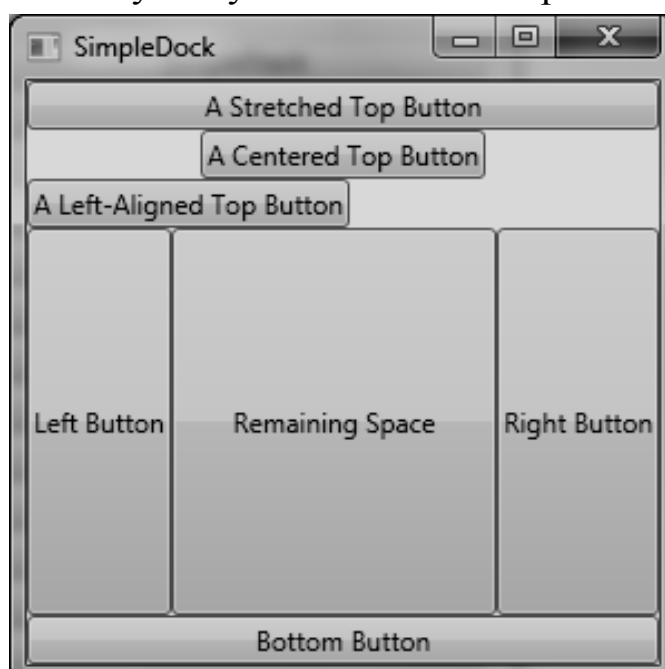 SimpleDock
A Stretched Top Button
A Centered Top Button
A Left-Aligned Top Button
Left Button Remaining Space Right Button
Bottom Button